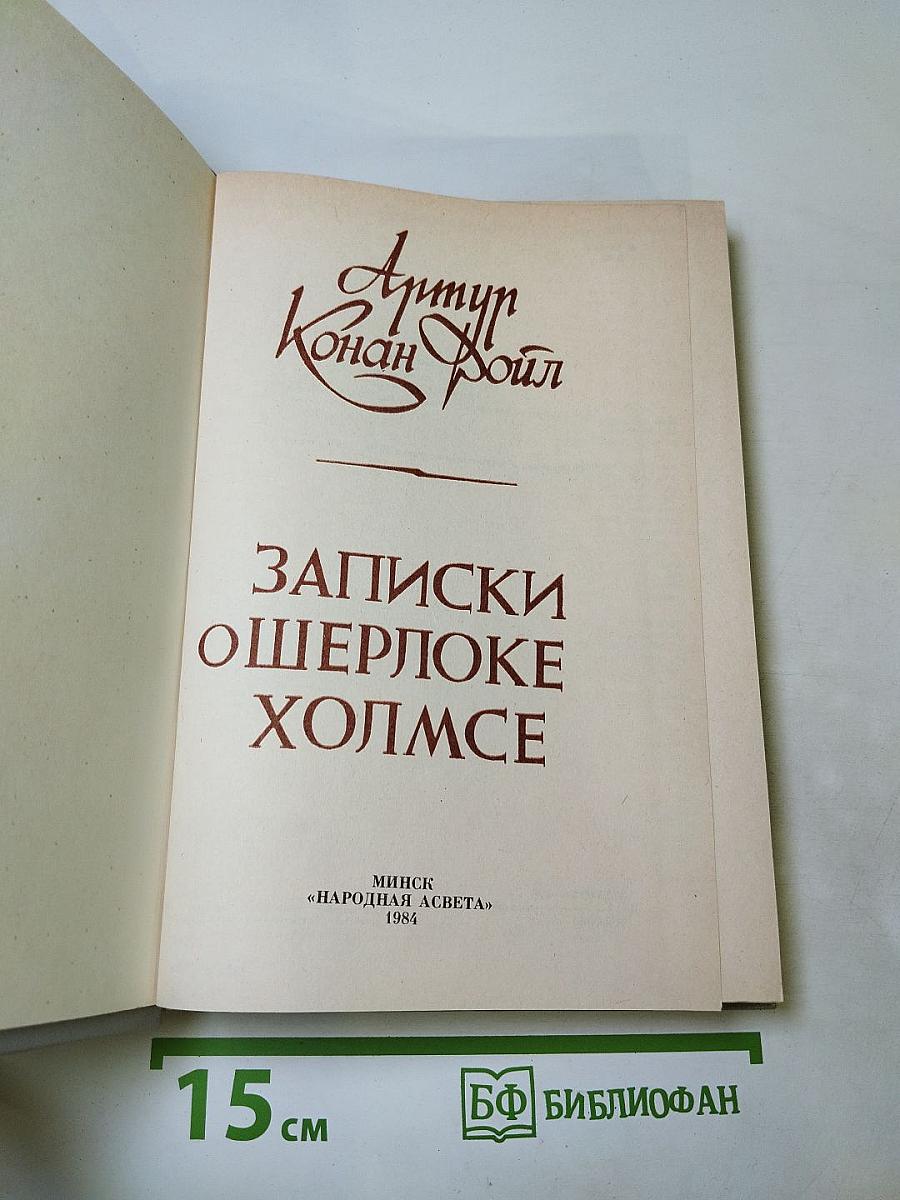 Артур
Конан Дойл
ЗАПИСКИ
О ШЕРЛОКЕ
ХОЛМСЕ
МИНСК
«НАРОДНАЯ АСВЕТА»
1984
15 см
БФ БИБЛИОФАН